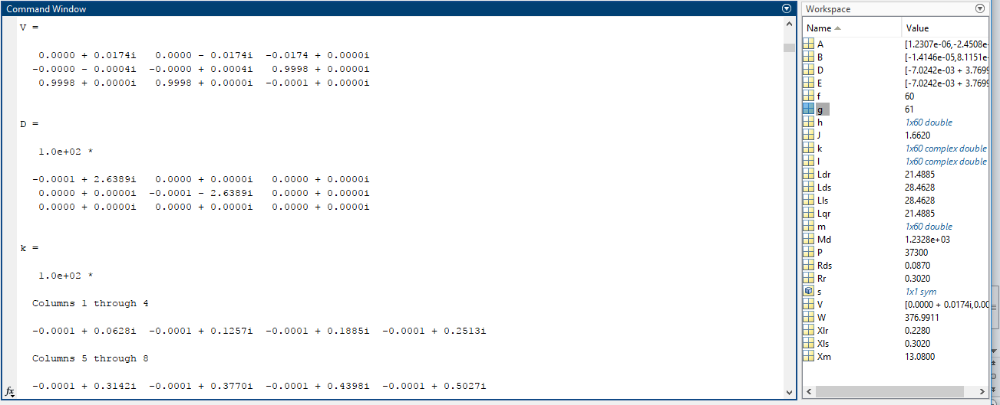 Command Window
V =
0.0000 + 0.0174i 0.0000 - 0.0174i -0.0174 + 0.0000i
-0.0000 - 0.0004i -0.0000 + 0.0004i 0.9998 + 0.0000i
0.9998 + 0.0000i 0.9998 + 0.0000i -0.0001 + 0.0000i
D =
1.0e+02 *
-0.0001 + 2.6389i 0.0000 + 0.0000i 0.0000 + 0.0000i
0.0000 + 0.0000i -0.0001 - 2.6389i 0.0000 + 0.0000i
0.0000 + 0.0000i 0.0000 + 0.0000i 0.0000 + 0.0000i
k =
1.0e+02 *
Columns 1 through 4
-0.0001 + 0.0628i -0.0001 + 0.1257i -0.0001 + 0.1885i -0.0001 + 0.2513i
Columns 5 through 8
-0.0001 + 0.3142i -0.0001 + 0.3770i -0.0001 + 0.4398i -0.0001 + 0.5027i
fx
Workspace
Name Value
A [1.2307e-06,-2.4508e-
B [-1.4146e-05,8.1151e-
D [-7.0242e-03 + 3.7699
E [-7.0242e-03 + 3.7699
f 60
g 61
h 1x60 double
J 1.6620
k 1x60 complex double
l 1x60 complex double
Ldr 21.4885
Lds 28.4628
Lls 28.4628
Lqr 21.4885
m 1x60 double
Md 1.2328e+03
P 37300
Rds 0.0870
Rr 0.3020
s 1x1 sym
V [0.0000 + 0.0174i,0.00
W 376.9911
Xlr 0.2280
Xls 0.3020
Xm 13.0800